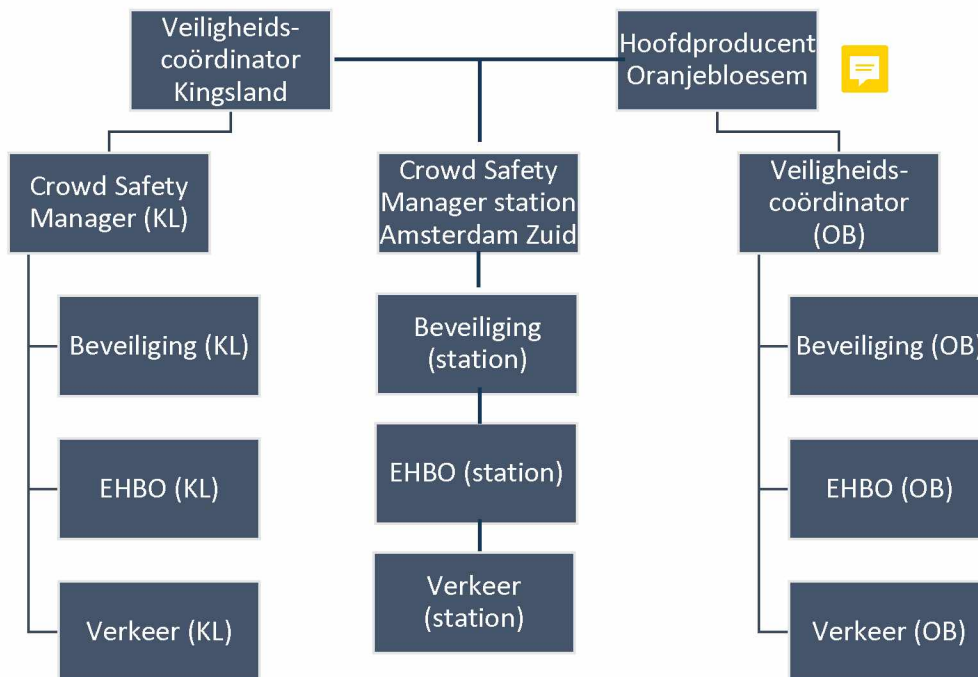 Veiligheids-
coördinator
Kingsland
Hoofdproducent
Oranjebloesem
Crowd Safety
Manager (KL)
Crowd Safety
Manager station
Amsterdam Zuid
Veiligheids-
coördinator
(OB)
Beveiliging (KL)
Beveiliging
(station)
Beveiliging (OB)
EHBO (KL)
EHBO (station)
EHBO (OB)
Verkeer (KL)
Verkeer
(station)
Verkeer (OB)